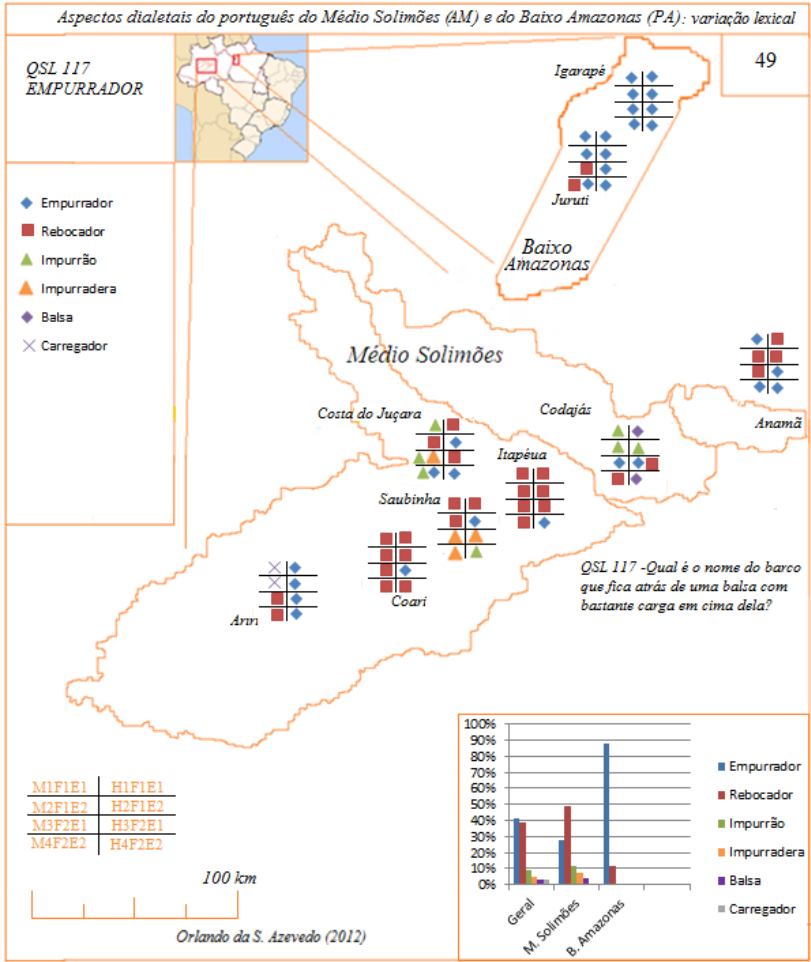 Aspectos dialetais do português do Médio Solimões (AM) e do Baixo Amazonas (PA): variação lexical
QSL 117
EMPURRADOR
49
Empurrador
Rebocador
Impurrão
Impurradera
Balsa
Carregador
Igarapé
Juruti
Baixo
Amazonas
Médio Solimões
Costa do Juçara
Codajás
Anamã
Itapéua
Saubinha
Coari
QSL 117 -Qual é o nome do barco
que fica atrás de uma balsa com
bastante carga em cima dela?
M1F1E1 H1F1E1
M2F1E2 H2F1E2
M3F2E1 H3F2E1
M4F2E2 H4F2E2
100 km
Orlando da S. Azevedo (2012)
100%
90%
80%
70%
60%
50%
40%
30%
20%
10%
0%
Geral
M. Solimões
B. Amazonas
Empurrador
Rebocador
Impurrão
Impurradera
Balsa
Carregador